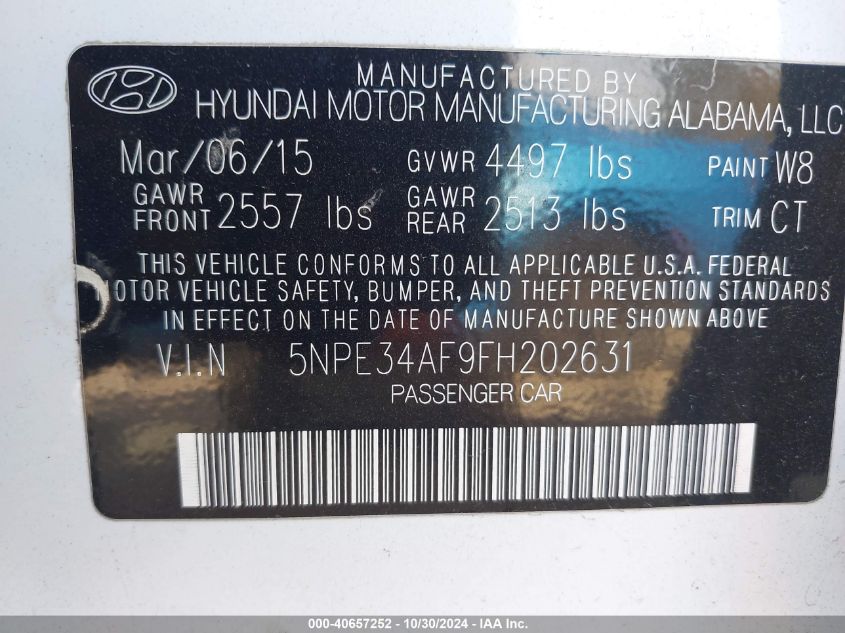 MANUFACTURED BY
HYUNDAI MOTOR MANUFACTURING ALABAMA, LLC
Mar/06/15 GVWR 4497 lbs PAINT W8
GAWR FRONT 2557 lbs GAWR REAR 2513 lbs TRIM CT
THIS VEHICLE CONFORMS TO ALL APPLICABLE U.S.A. FEDERAL
OTOR VEHICLE SAFETY, BUMPER, AND THEFT PREVENTION STANDARDS
IN EFFECT ON THE DATE OF MANUFACTURE SHOWN ABOVE
V.I.N 5NPE34AF9FH202631
PASSENGER CAR
000-40657252 - 10/30/2024 - IAA Inc.